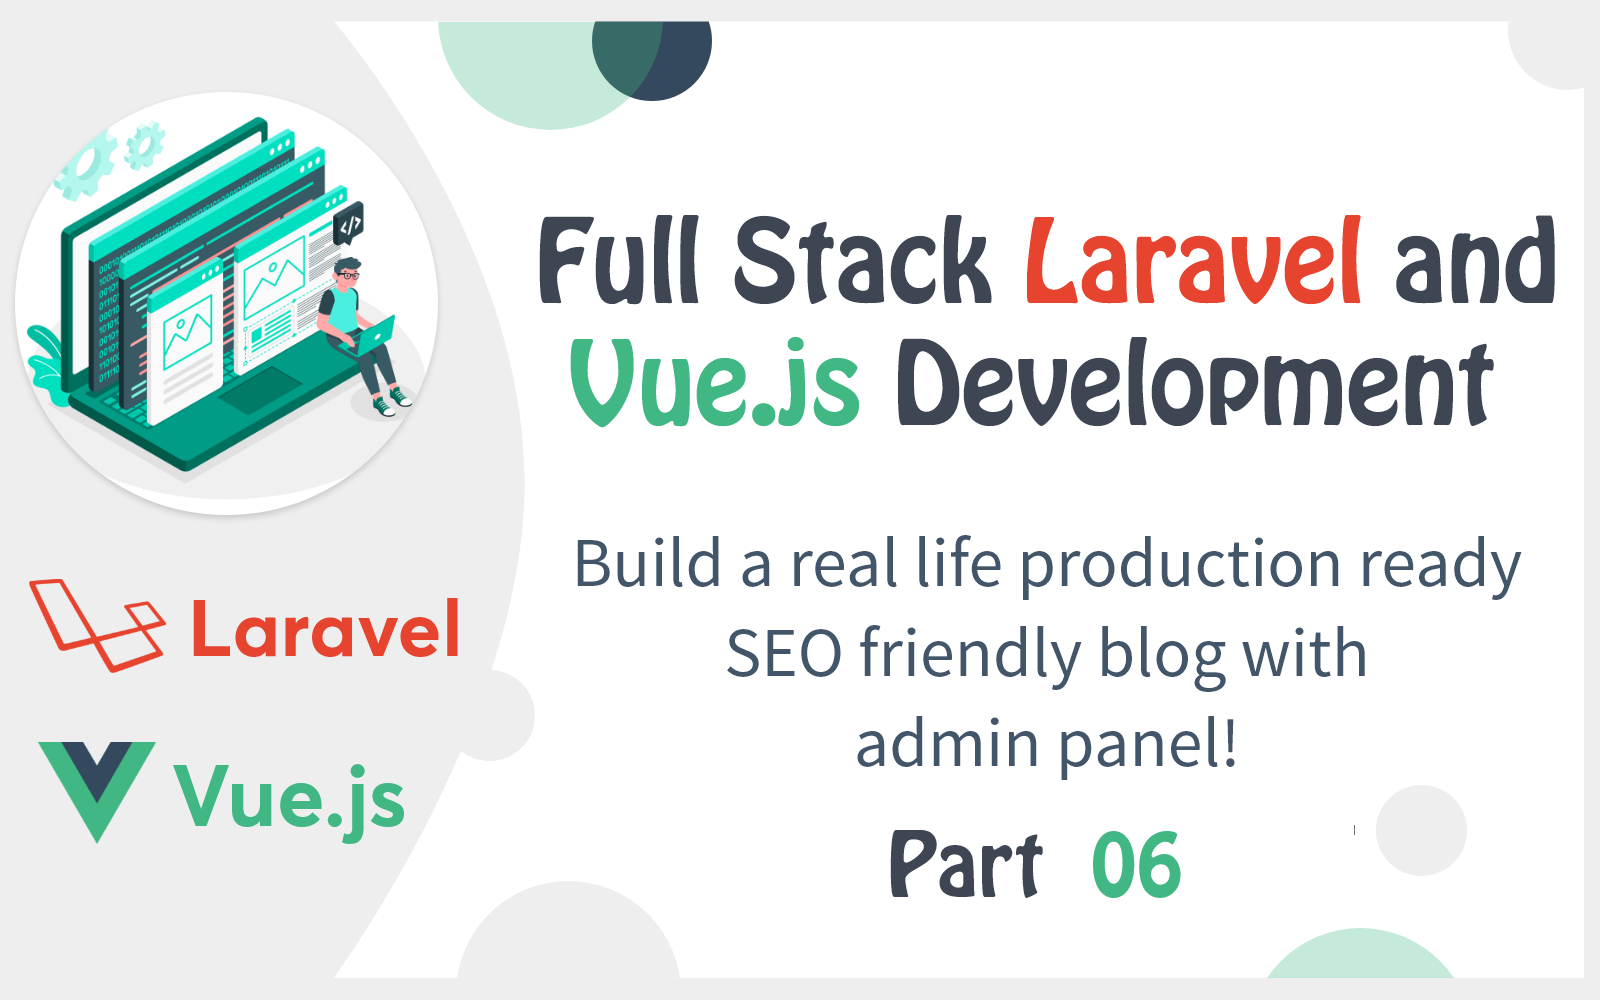 Full Stack Laravel and
Vue.js Development
Build a real life production ready
SEO friendly blog with
admin panel!
Part 06
Laravel
Vue.js